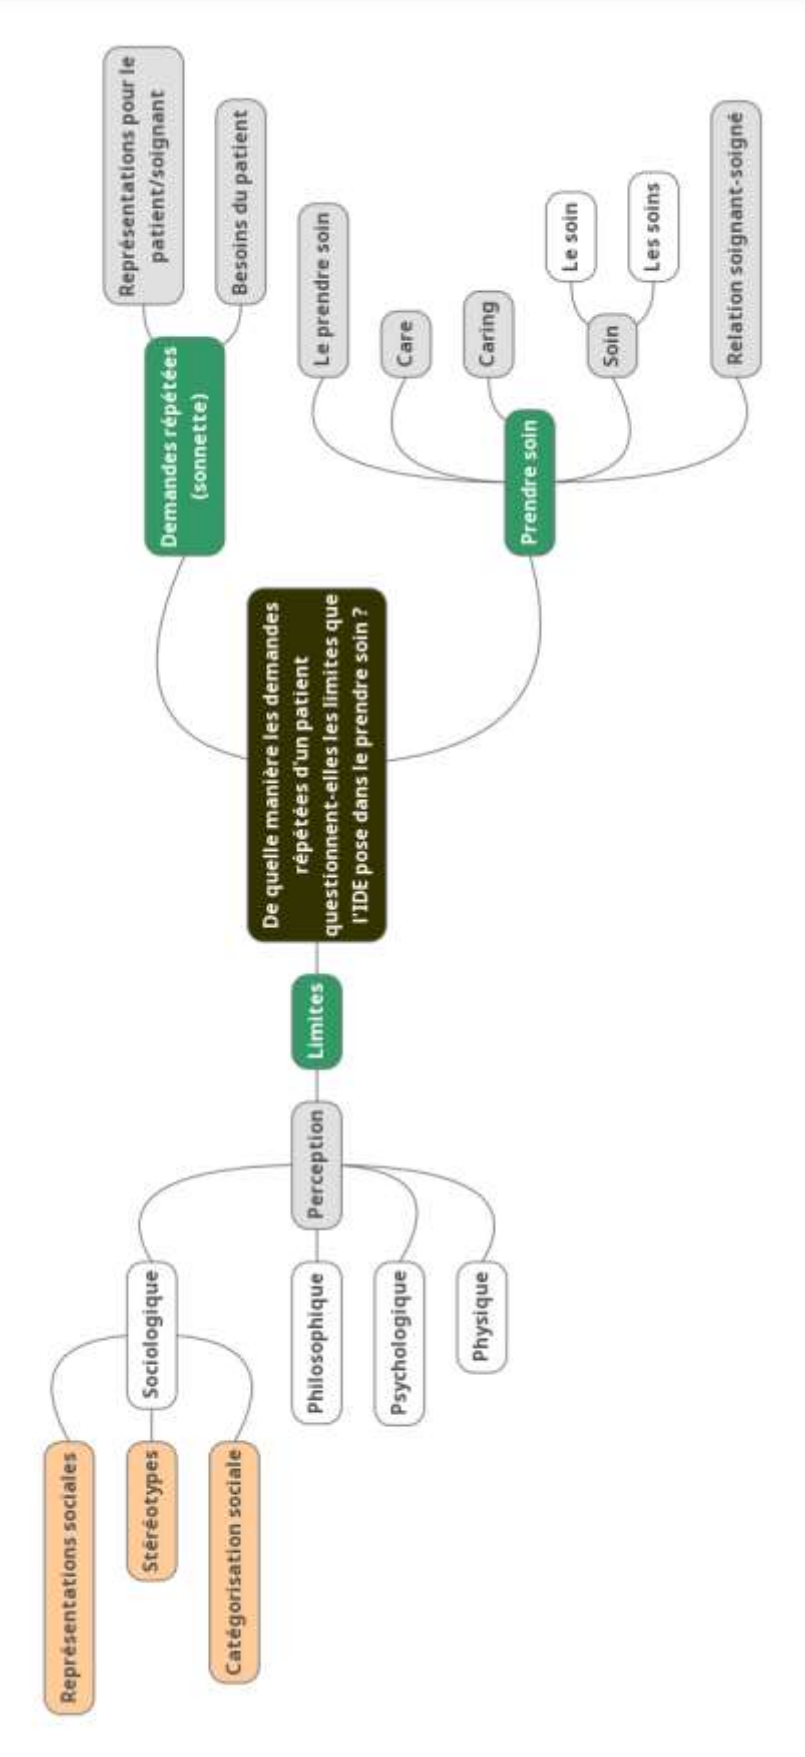 Représentations sociales
Stéréotypes
Catégorisation sociale
Sociologique
Philosophique
Psychologique
Physique
Perception
Limites
De quelle manière les demandes
répétées d'un patient
questionnent-elles les limites que
l'IDE pose dans le prendre soin ?
Demandes répétées
(sonnette)
Représentations pour le
patient/soignant
Besoins du patient
Prendre soin
Le prendre soin
Care
Caring
Soin
Le soin
Les soins
Relation soignant-soigné